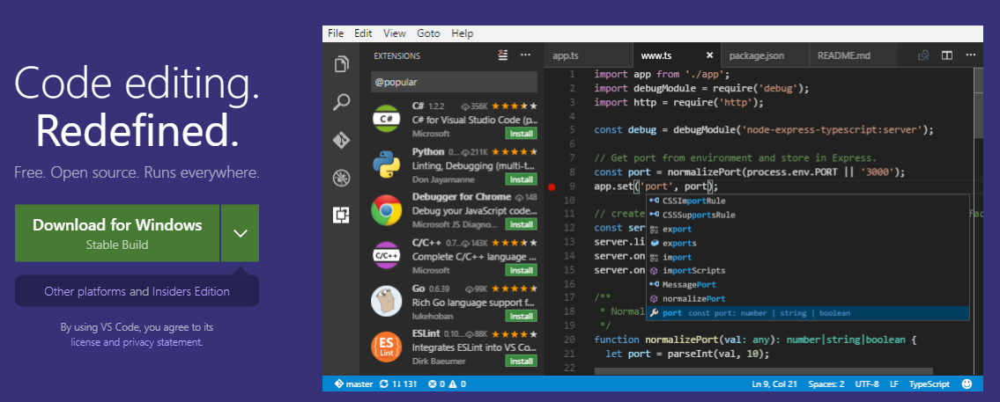 Code editing.
Redefined.
Free. Open source. Runs everywhere.
Download for Windows
Stable Build
Other platforms and Insiders Edition
By using VS Code, you agree to its
license and privacy statement.
File Edit View Goto Help
EXTENSIONS
@popular
C# 1.2.2 356K
C# for Visual Studio Code (p...
Microsoft Install
Python 0... 211K
Linting, Debugging (multi-t...
Don Jayamanne Install
Debugger for Chrome 148
Debug your JavaScript code...
Microsoft JS Diagno... Install
C/C++ 0.7... 143K
C/C++
Complete C/C++ language ...
Microsoft Install
Go 0.6.39 99K
Rich Go language support f...
lukehoban Install
ESLint 0.10... 88K
ES
Lint
Integrates ESLint into VS Co...
Dirk Baeumer Install
app.ts www.ts package.json README.md
1 import app from './app';
2 import debugModule = require('debug');
3 import http = require('http');
4
5 const debug = debugModule('node-express-typescript:server');
6
7 // Get port from environment and store in Express.
8 const port = normalizePort(process.env.PORT || '3000');
9 app.set('port', port);
10
11 // create
12 const ser
13 server.li
14 server.on
15 server.on
16
17 /**
18 * Normal
19 */
20 function normalizePort(val: any): number|string|boolean {
21 let port = parseInt(val, 10);
22
CSSImportRule
CSSSupportsRule
export
exports
import
importScripts
MessagePort
normalizePort
port const port: number | string | boolean
master 1↓ 13↑ 0 0 Ln 9, Col 21 Spaces: 2 UTF-8 LF TypeScript